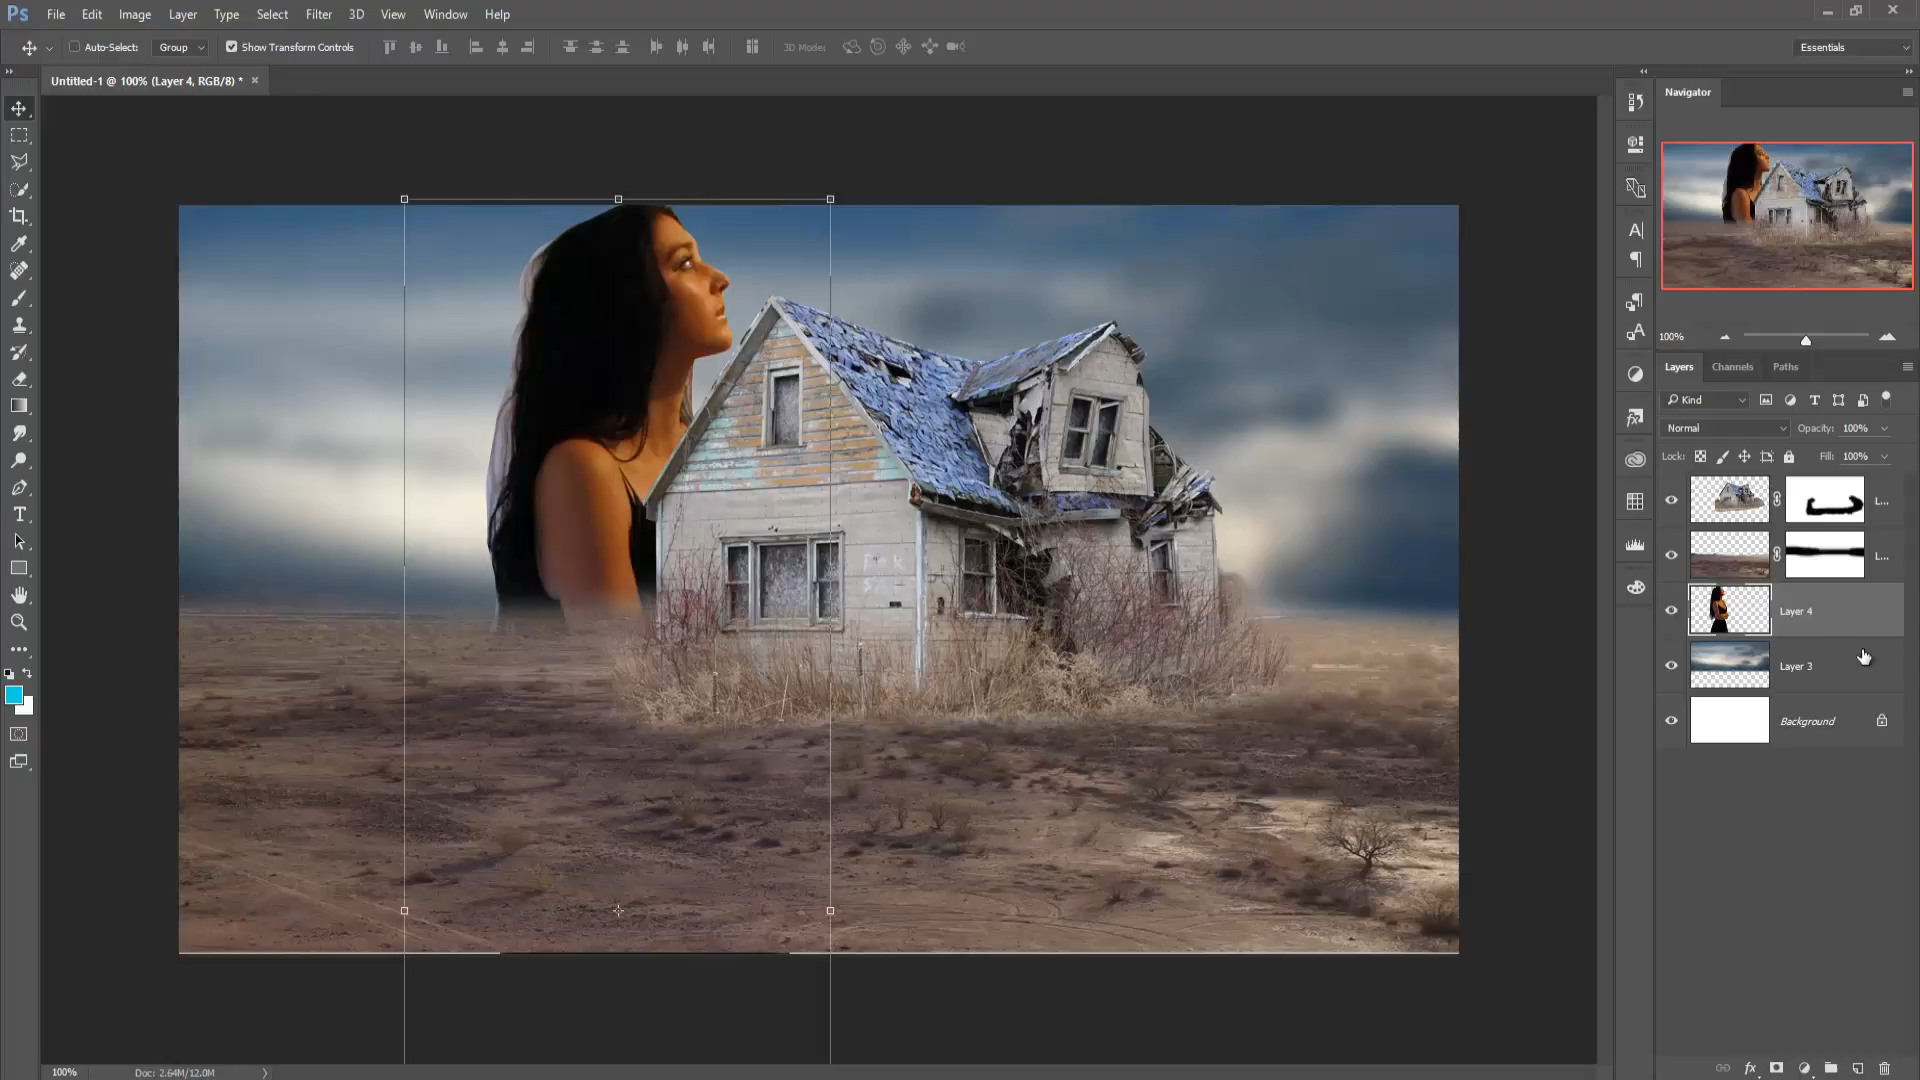 Ps File Edit Image Layer Type Select Filter 3D View Window Help
Auto-Select: Group Show Transform Controls 3D Mode: Essentials
Untitled-1 @ 100% (Layer 4, RGB/8) * ×
Navigator
100%
Layers Channels Paths
Kind
Normal Opacity: 100%
Lock: Fill: 100%
L...
L...
Layer 4
Layer 3
Background
100% Doc: 2.64M/12.0M